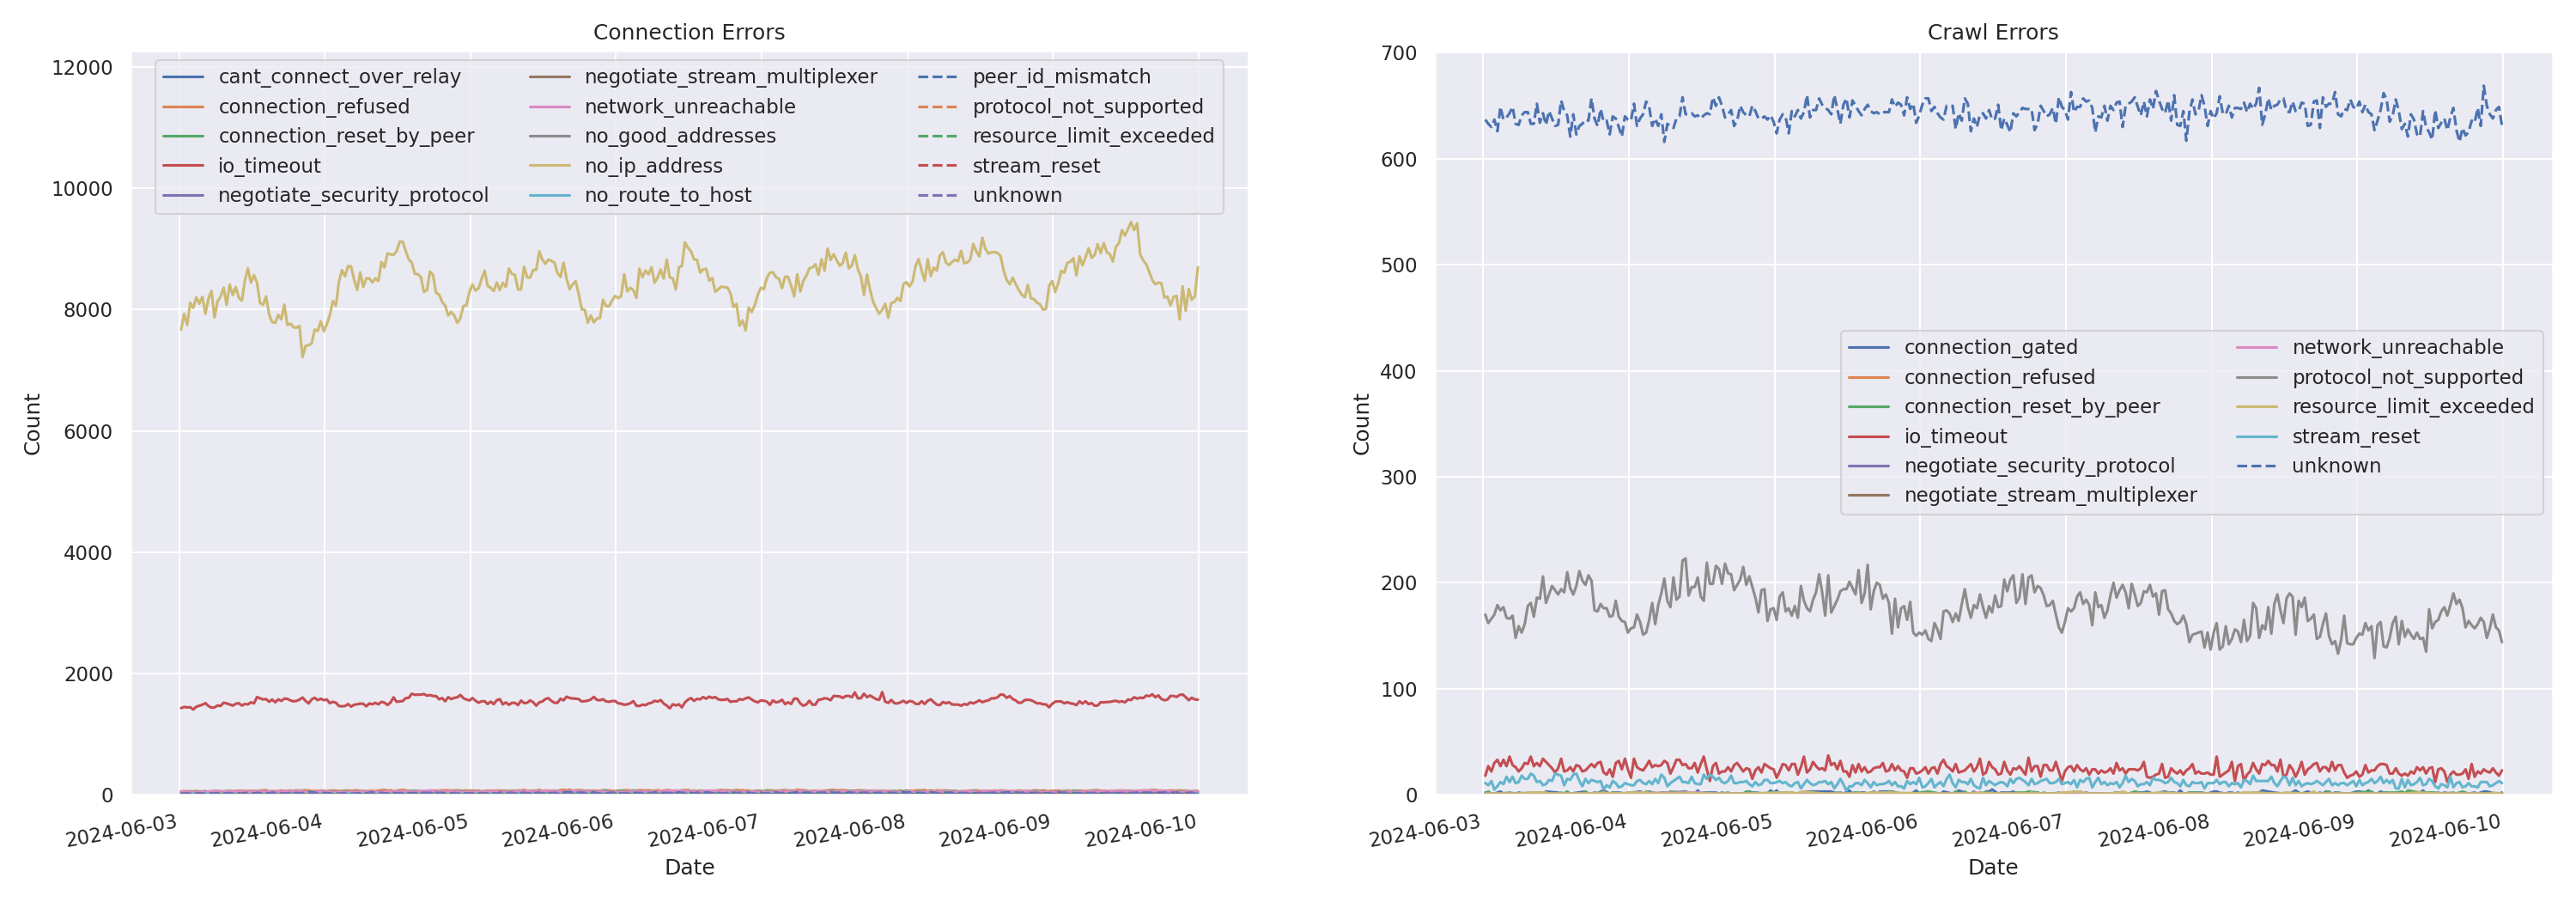 Connection Errors
12000
10000
8000
6000
4000
2000
0
Count
cant_connect_over_relay
connection_refused
connection_reset_by_peer
io_timeout
negotiate_security_protocol
negotiate_stream_multiplexer
network_unreachable
no_good_addresses
no_ip_address
no_route_to_host
peer_id_mismatch
protocol_not_supported
resource_limit_exceeded
stream_reset
unknown
2024-06-03
2024-06-04
2024-06-05
2024-06-06
2024-06-07
2024-06-08
2024-06-09
2024-06-10
Date
Crawl Errors
700
600
500
400
300
200
100
0
Count
connection_gated
connection_refused
connection_reset_by_peer
io_timeout
negotiate_security_protocol
negotiate_stream_multiplexer
network_unreachable
protocol_not_supported
resource_limit_exceeded
stream_reset
unknown
2024-06-03
2024-06-04
2024-06-05
2024-06-06
2024-06-07
2024-06-08
2024-06-09
2024-06-10
Date